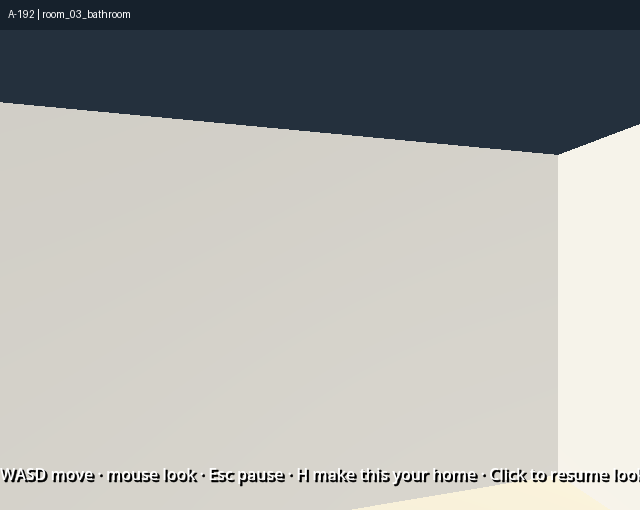 A-192 | room_03_bathroom
WASD move · mouse look · Esc pause · H make this your home · Click to resume